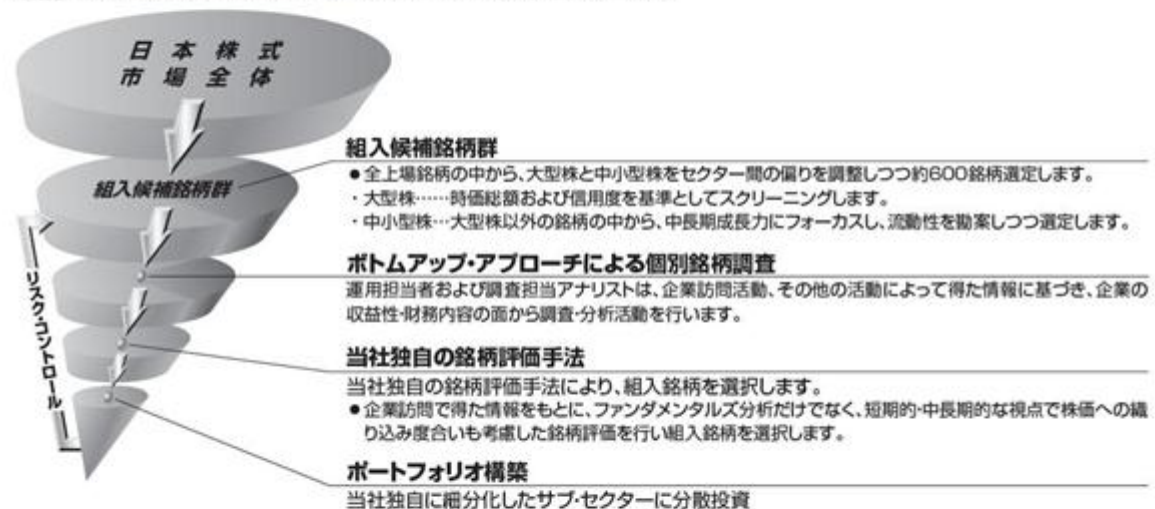 日本株式
市場全体
組入候補銘柄群
リスク・コントロール
組入候補銘柄群
●全上場銘柄の中から、大型株と中小型株をセクター間の偏りを調整しつつ約600銘柄選定します。
・大型株……時価総額および信用度を基準としてスクリーニングします。
・中小型株…大型株以外の銘柄の中から、中長期成長力にフォーカスし、流動性を勘案しつつ選定します。
ボトムアップ・アプローチによる個別銘柄調査
運用担当者および調査担当アナリストは、企業訪問活動、その他の活動によって得た情報に基づき、企業の
収益性・財務内容の面から調査・分析活動を行います。
当社独自の銘柄評価手法
当社独自の銘柄評価手法により、組入銘柄を選択します。
●企業訪問で得た情報をもとに、ファンダメンタルズ分析だけでなく、短期的・中長期的な視点で株価への織
り込み度合いも考慮した銘柄評価を行い組入銘柄を選択します。
ポートフォリオ構築
当社独自に細分化したサブ・セクターに分散投資